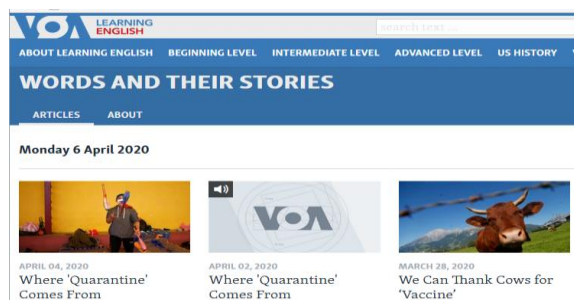 VOA LEARNING
ENGLISH
search text ...
ABOUT LEARNING ENGLISH BEGINNING LEVEL INTERMEDIATE LEVEL ADVANCED LEVEL US HISTORY
WORDS AND THEIR STORIES
ARTICLES ABOUT
Monday 6 April 2020
VOA
APRIL 04, 2020
Where 'Quarantine'
Comes From
APRIL 02, 2020
Where 'Quarantine'
Comes From
MARCH 28, 2020
We Can Thank Cows for
'Vaccine'